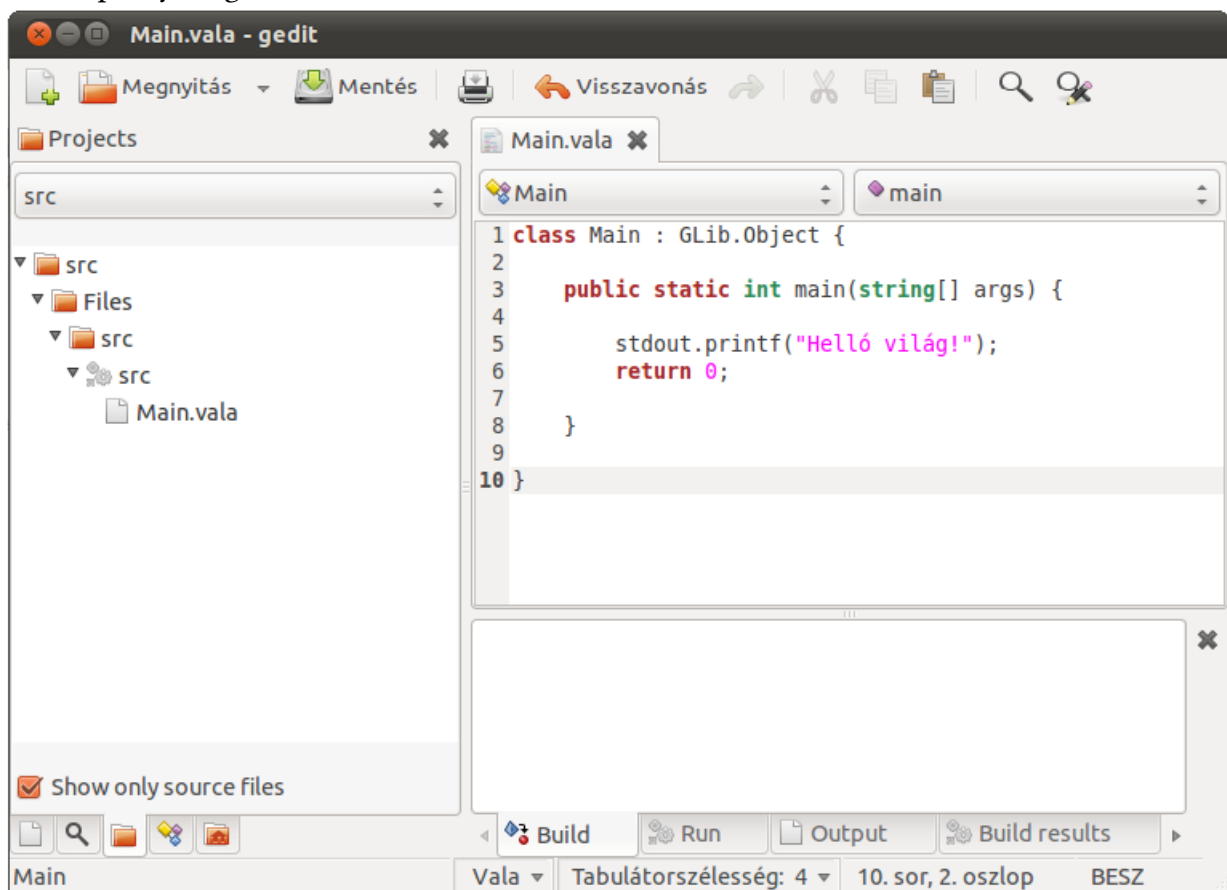 Main.vala - gedit
Megnyitás Mentés Visszavonás
Projects
src
src
Files
src
src
Main.vala
Show only source files
Main.vala
Main main
1 class Main : GLib.Object {
2
3 public static int main(string[] args) {
4
5 stdout.printf("Helló világ!");
6 return 0;
7
8 }
9
10 }
Build Run Output Build results
Main Vala Tabulátorszélesség: 4 10. sor, 2. oszlop BESZ